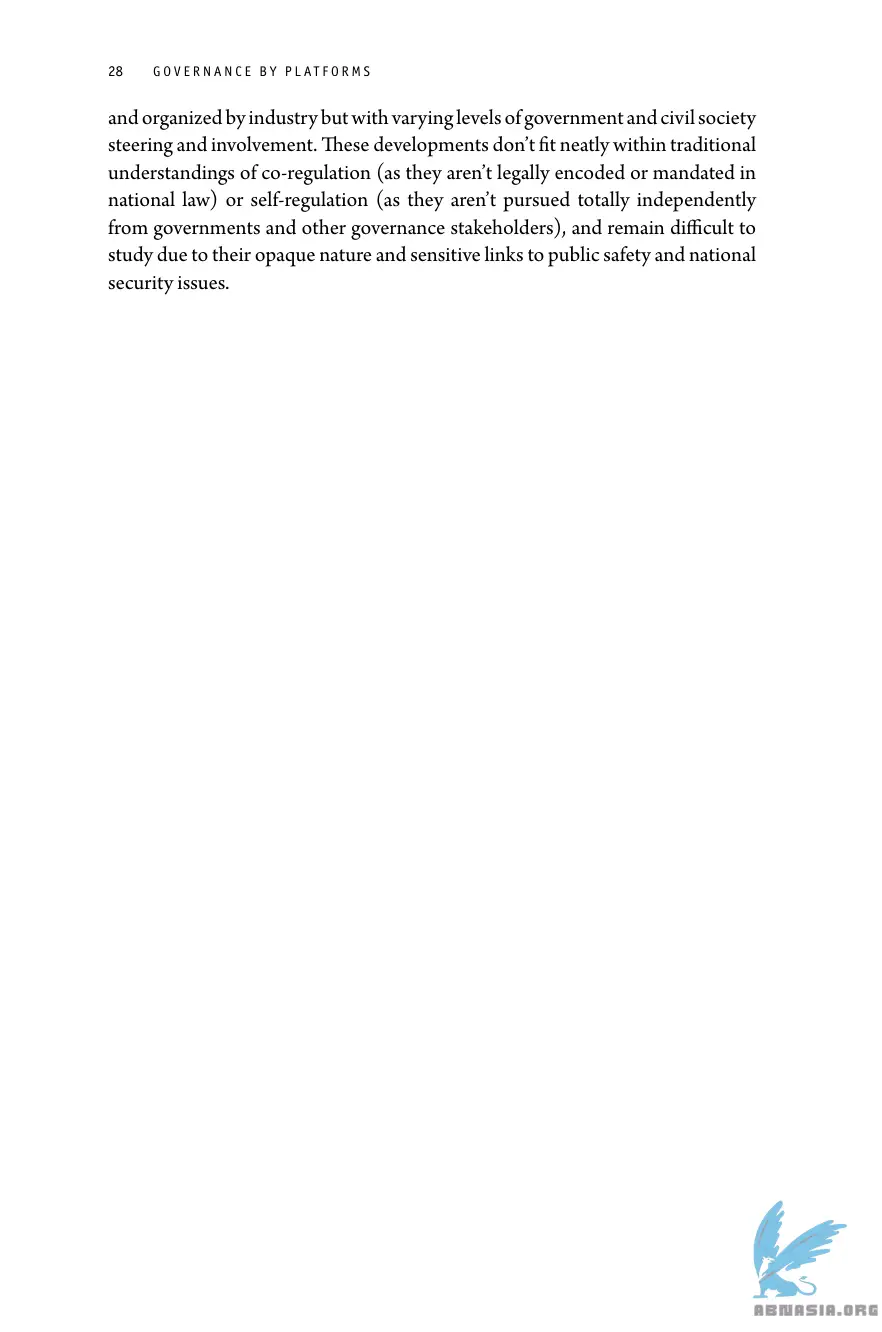 28 GOVERNANCE BY PLATFORMS
and organized by industry but with varying levels of government and civil society
steering and involvement. These developments don’t fit neatly within traditional
understandings of co-regulation (as they aren’t legally encoded or mandated in
national law) or self-regulation (as they aren’t pursued totally independently
from governments and other governance stakeholders), and remain difficult to
study due to their opaque nature and sensitive links to public safety and national
security issues.
ABNASIA.ORG